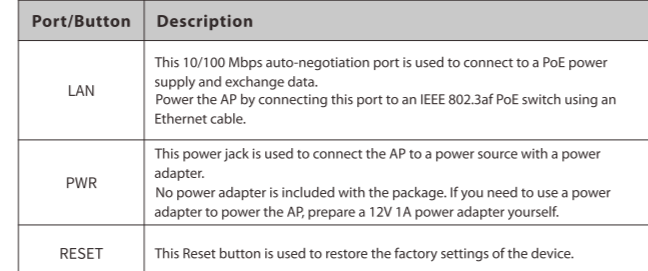 Port/Button Description
LAN
This 10/100 Mbps auto-negotiation port is used to connect to a PoE power
supply and exchange data.
Power the AP by connecting this port to an IEEE 802.3af PoE switch using an
Ethernet cable.
PWR
This power jack is used to connect the AP to a power source with a power
adapter.
No power adapter is included with the package. If you need to use a power
adapter to power the AP, prepare a 12V 1A power adapter yourself.
RESET
This Reset button is used to restore the factory settings of the device.